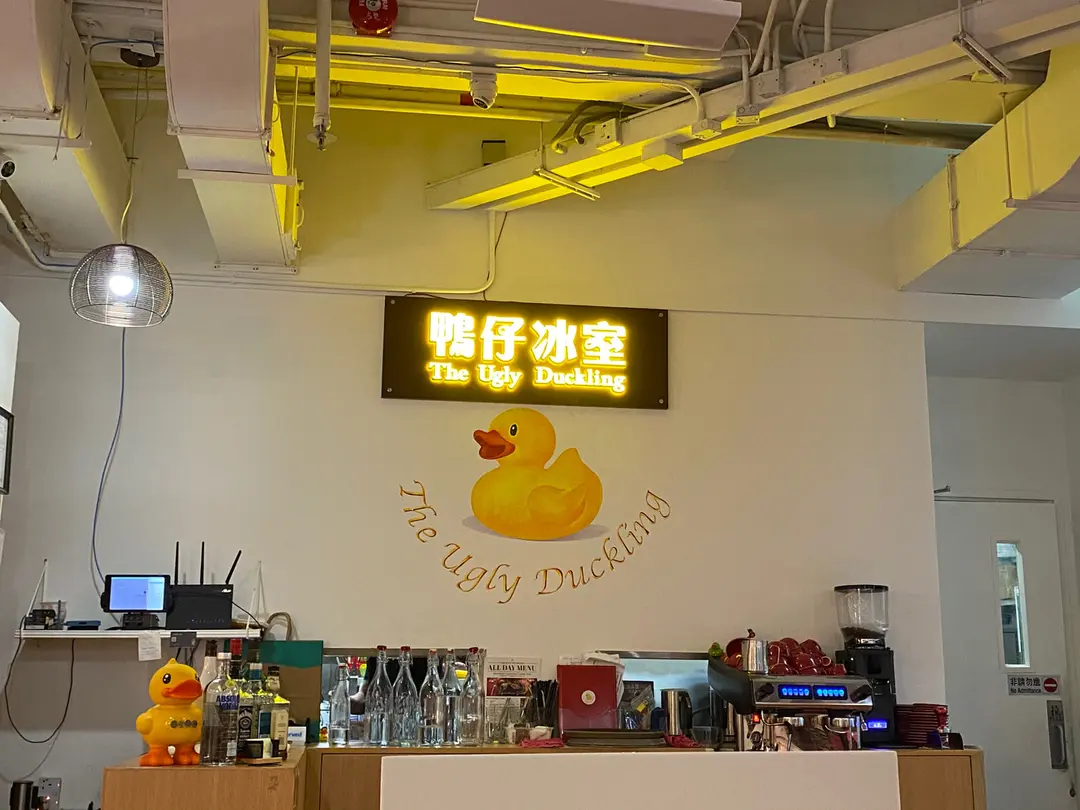 鴨仔冰室
The Ugly Duckling
The Ugly Duckling
ALL DAY MENU
ABSOLUT
非請勿進
No Admittance